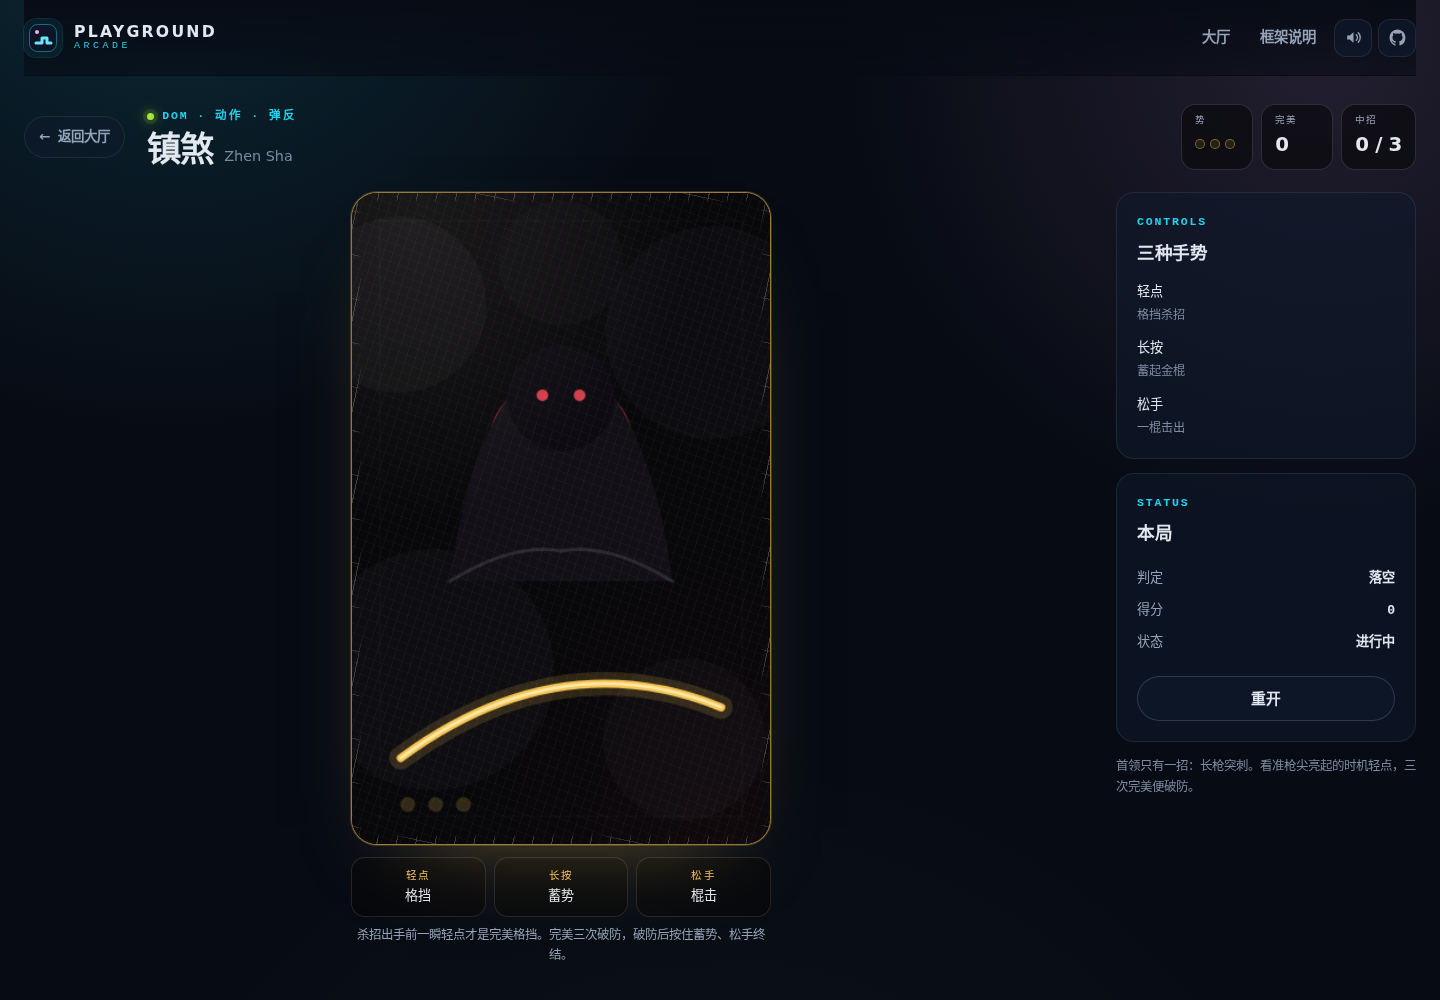 PLAYGROUND
ARCADE
大厅
框架说明
← 返回大厅
DOM · 动作 · 弹反
镇煞 Zhen Sha
势
完美
0
中招
0 / 3
CONTROLS
三种手势
轻点
格挡杀招
长按
蓄起金棍
松手
一棍击出
STATUS
本局
判定 落空
得分 0
状态 进行中
重开
首领只有一招：长枪突刺。看准枪尖亮起的时机轻点，三
次完美便破防。
轻点
格挡
长按
蓄势
松手
棍击
杀招出手前一瞬轻点才是完美格挡。完美三次破防，破防后按住蓄势、松手终
结。